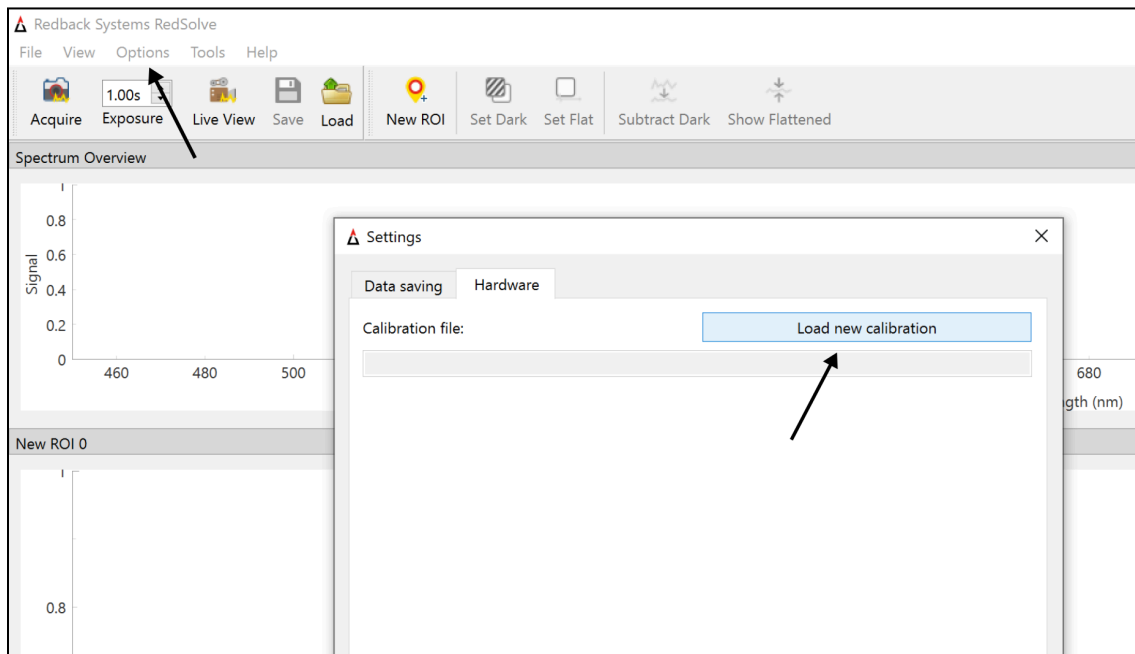 Redback Systems RedSolve
File View Options Tools Help
1.00s
Acquire Exposure Live View Save Load New ROI Set Dark Set Flat Subtract Dark Show Flattened
Spectrum Overview
1
0.8
0.6
0.4
0.2
0
Signal
460 480 500 680
gth (nm)
Settings
Data saving Hardware
Calibration file: Load new calibration
New ROI 0
1
0.8